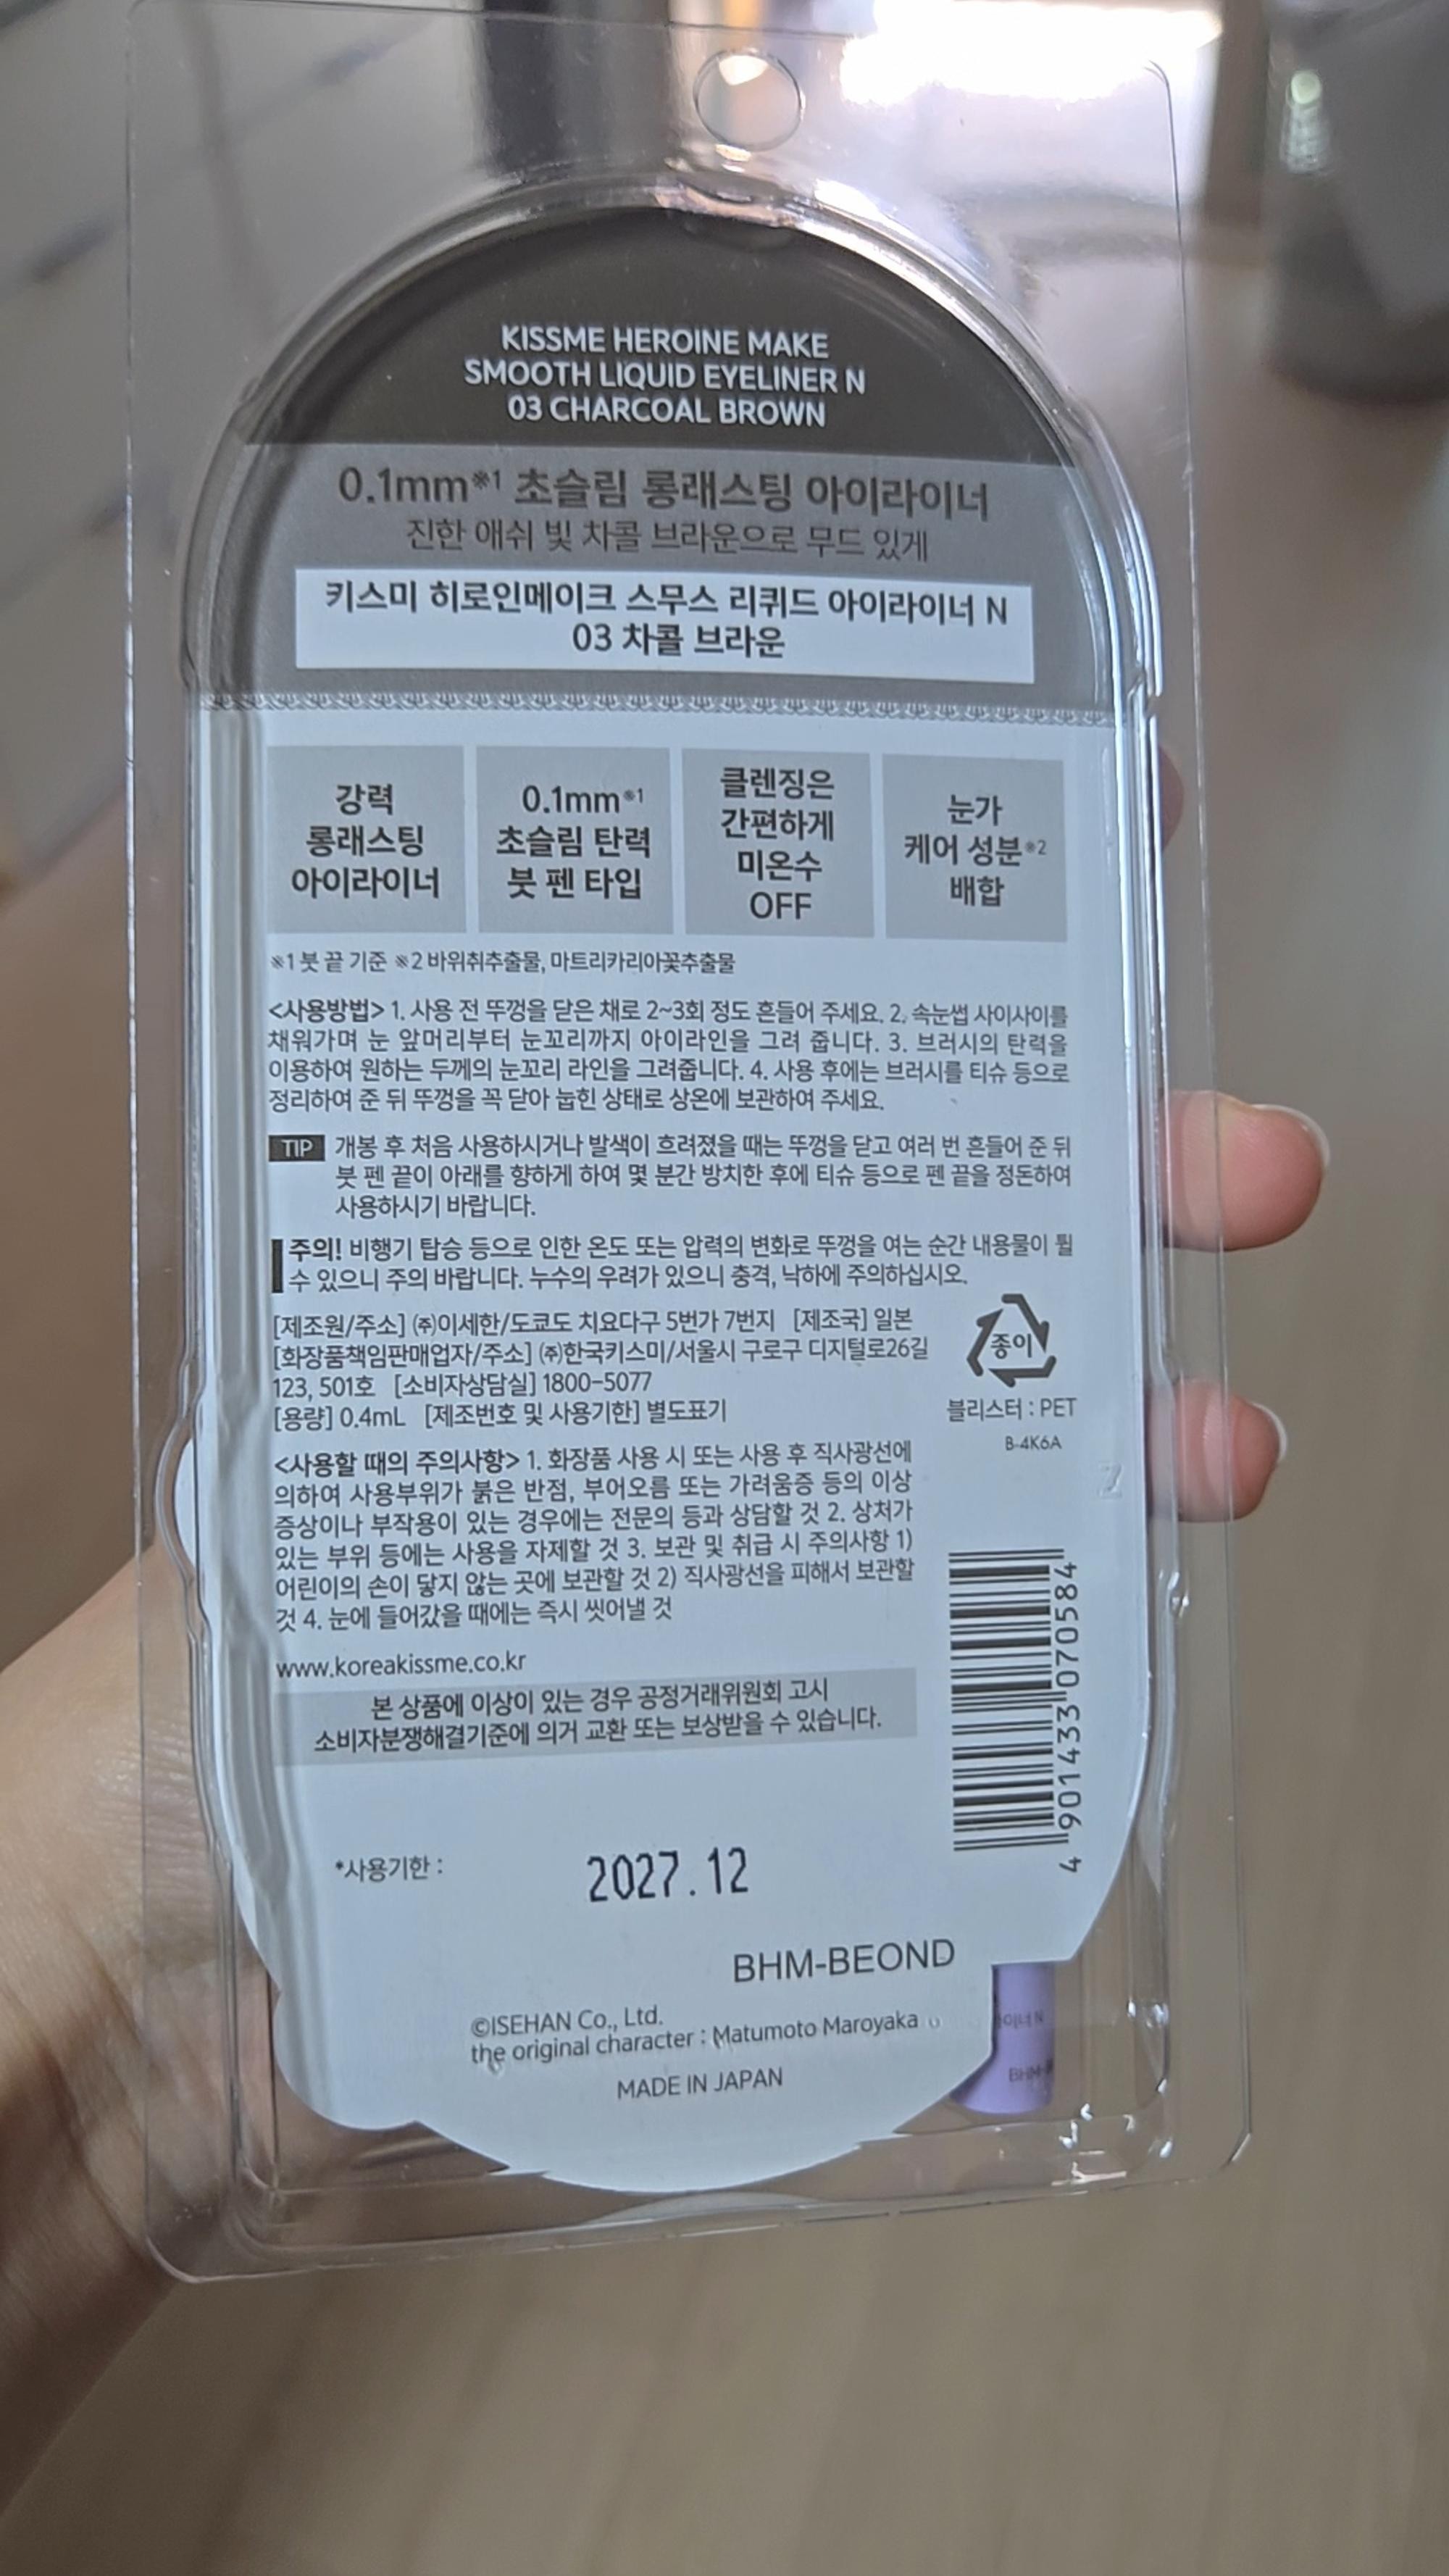 KISSME HEROINE MAKE
SMOOTH LIQUID EYELINER N
03 CHARCOAL BROWN
0.1mm※1 초슬림 롱래스팅 아이라이너
진한 애쉬 빛 차콜 브라운으로 무드 있게
키스미 히로인메이크 스무스 리퀴드 아이라이너 N
03 차콜 브라운
강력
롱래스팅
아이라이너
0.1mm※1
초슬림 탄력
붓 펜 타입
클렌징은
간편하게
미온수
OFF
눈가
케어 성분※2
배합
※1 붓 끝 기준 ※2 바위취추출물, 마트리카리아꽃추출물
<사용방법> 1. 사용 전 뚜껑을 닫은 채로 2~3회 정도 흔들어 주세요. 2. 속눈썹 사이사이를
채워가며 눈 앞머리부터 눈꼬리까지 아이라인을 그려 줍니다. 3. 브러시의 탄력을
이용하여 원하는 두께의 눈꼬리 라인을 그려줍니다. 4. 사용 후에는 브러시를 티슈 등으로
정리하여 준 뒤 뚜껑을 꼭 닫아 눕힌 상태로 상온에 보관하여 주세요.
TIP 개봉 후 처음 사용하시거나 발색이 흐려졌을 때는 뚜껑을 닫고 여러 번 흔들어 준 뒤
붓 펜 끝이 아래를 향하게 하여 몇 분간 방치한 후에 티슈 등으로 펜 끝을 정돈하여
사용하시기 바랍니다.
주의! 비행기 탑승 등으로 인한 온도 또는 압력의 변화로 뚜껑을 여는 순간 내용물이 튈
수 있으니 주의 바랍니다. 누수의 우려가 있으니 충격, 낙하에 주의하십시오.
[제조원/주소] ㈜이세한/도쿄도 치요다구 5번가 7번지 [제조국] 일본
[화장품책임판매업자/주소] ㈜한국키스미/서울시 구로구 디지털로26길
123, 501호 [소비자상담실] 1800-5077
[용량] 0.4mL [제조번호 및 사용기한] 별도표기
종이
블리스터 : PET
B-4K6A
<사용할 때의 주의사항> 1. 화장품 사용 시 또는 사용 후 직사광선에
의하여 사용부위가 붉은 반점, 부어오름 또는 가려움증 등의 이상
증상이나 부작용이 있는 경우에는 전문의 등과 상담할 것 2. 상처가
있는 부위 등에는 사용을 자제할 것 3. 보관 및 취급 시 주의사항 1)
어린이의 손이 닿지 않는 곳에 보관할 것 2) 직사광선을 피해서 보관할
것 4. 눈에 들어갔을 때에는 즉시 씻어낼 것
www.koreakissme.co.kr
본 상품에 이상이 있는 경우 공정거래위원회 고시
소비자분쟁해결기준에 의거 교환 또는 보상받을 수 있습니다.
4 901433 070584
*사용기한 :
2027.12
BHM-BEOND
©ISEHAN Co., Ltd.
the original character : Matumoto Maroyaka
MADE IN JAPAN